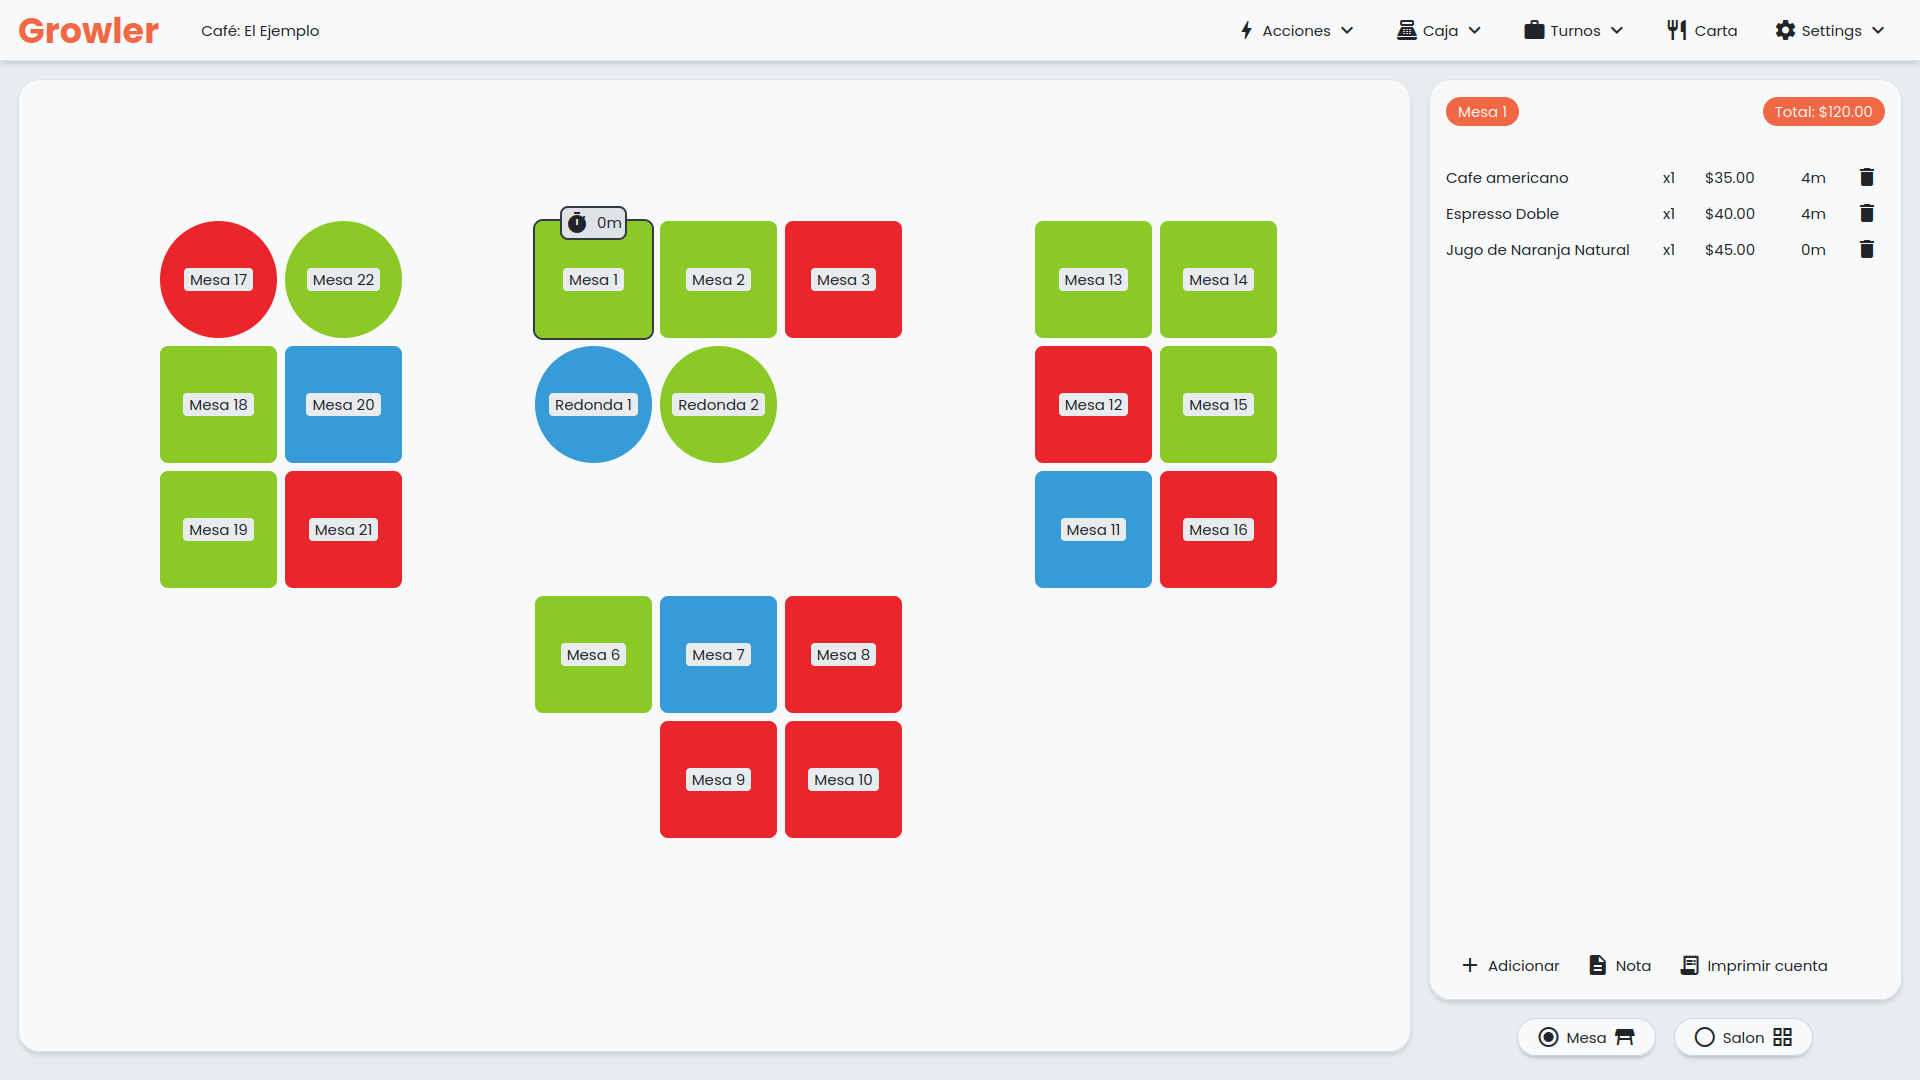 Growler
Café: El Ejemplo
Acciones
Caja
Turnos
Carta
Settings
Mesa 17
Mesa 22
0m
Mesa 1
Mesa 2
Mesa 3
Mesa 13
Mesa 14
Mesa 18
Mesa 20
Redonda 1
Redonda 2
Mesa 12
Mesa 15
Mesa 19
Mesa 21
Mesa 11
Mesa 16
Mesa 6
Mesa 7
Mesa 8
Mesa 9
Mesa 10
Mesa 1
Total: $120.00
Cafe americano x1 $35.00 4m
Espresso Doble x1 $40.00 4m
Jugo de Naranja Natural x1 $45.00 0m
Adicionar
Nota
Imprimir cuenta
Mesa
Salon